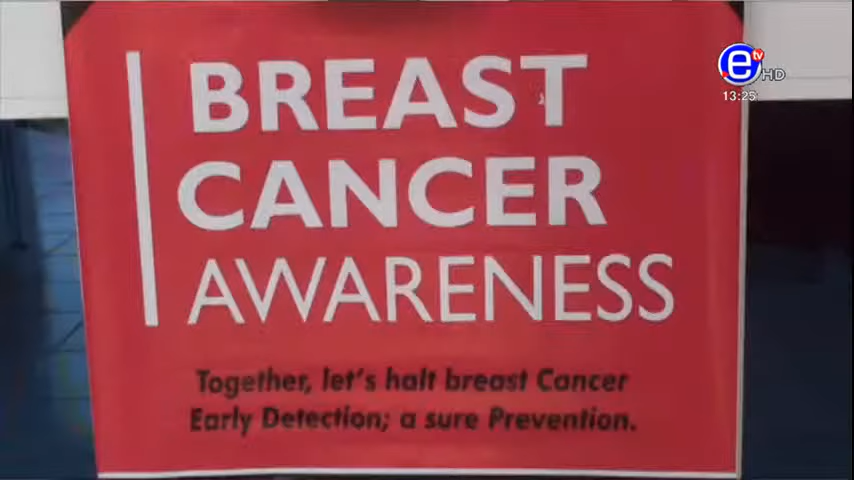 BREAST
CANCER
AWARENESS
Together, let's halt breast Cancer
Early Detection; a sure Prevention.
e tv HD
13:25